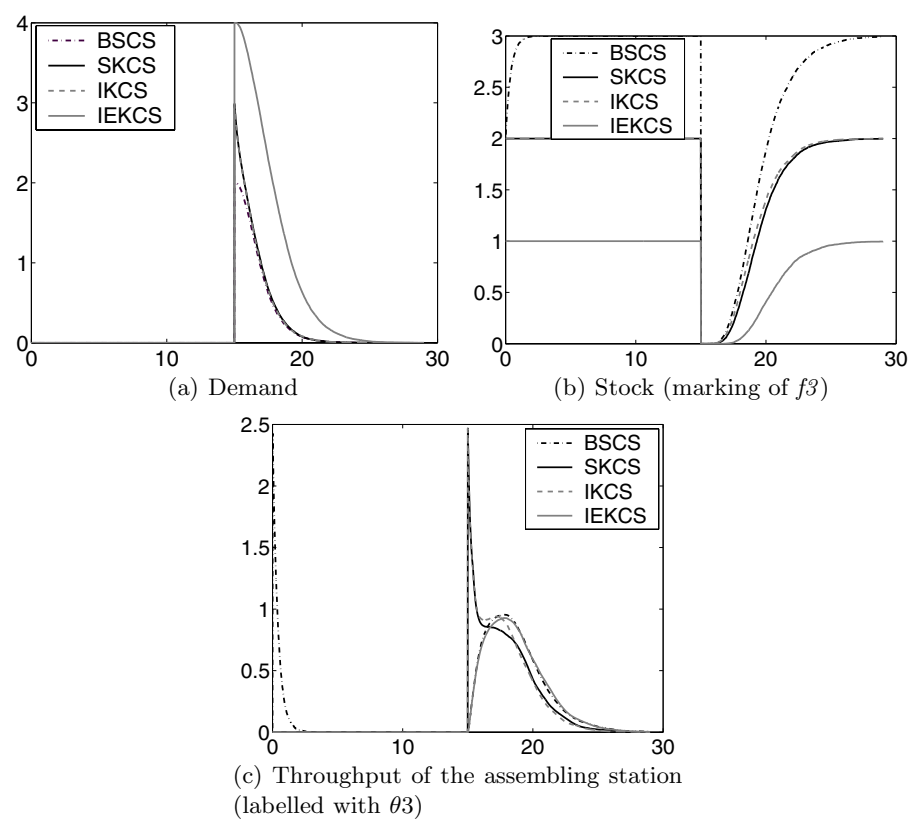 4
3
2
1
0
0 10 20 30
BSCS
SKCS
IKCS
IEKCS
(a) Demand
3
2.5
2
1.5
1
0.5
0
0 10 20 30
BSCS
SKCS
IKCS
IEKCS
(b) Stock (marking of f3)
2.5
2
1.5
1
0.5
0
0 10 20 30
BSCS
SKCS
IKCS
IEKCS
(c) Throughput of the assembling station
(labelled with θ3)